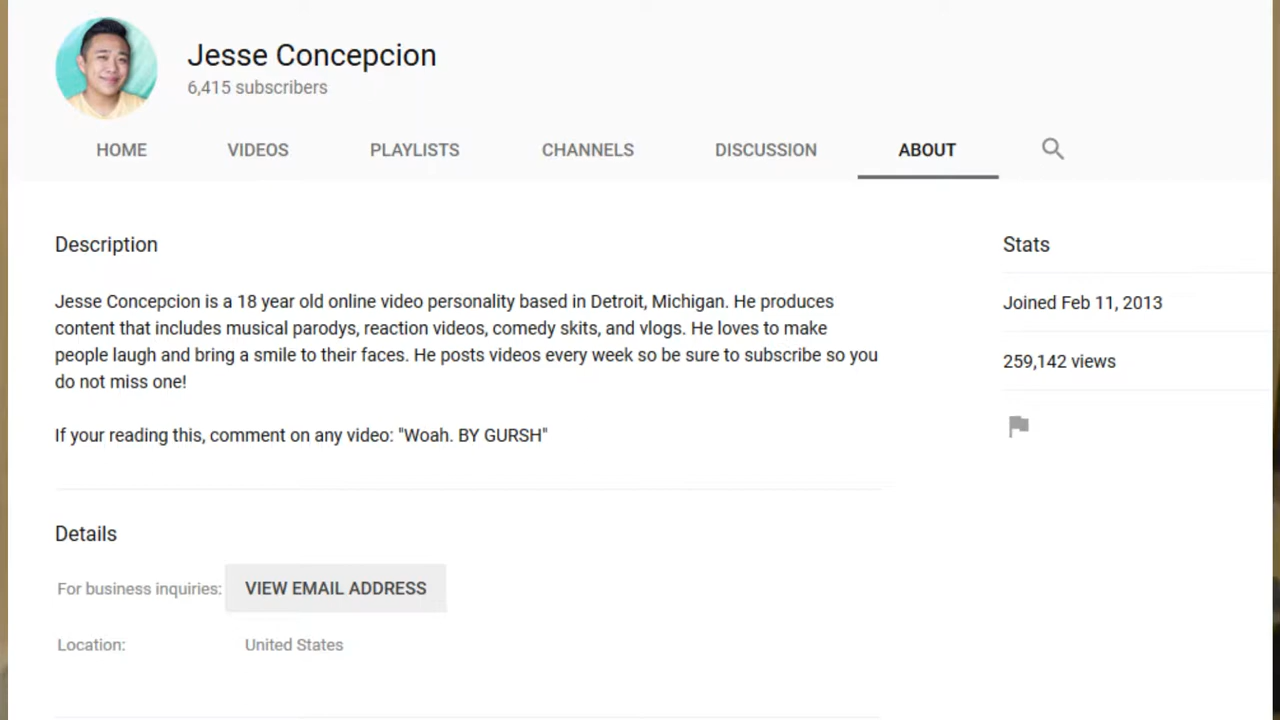 Jesse Concepcion
6,415 subscribers
HOME VIDEOS PLAYLISTS CHANNELS DISCUSSION ABOUT
Description
Jesse Concepcion is a 18 year old online video personality based in Detroit, Michigan. He produces
content that includes musical parodys, reaction videos, comedy skits, and vlogs. He loves to make
people laugh and bring a smile to their faces. He posts videos every week so be sure to subscribe so you
do not miss one!
If your reading this, comment on any video: "Woah. BY GURSH"
Stats
Joined Feb 11, 2013
259,142 views
Details
For business inquiries: VIEW EMAIL ADDRESS
Location: United States